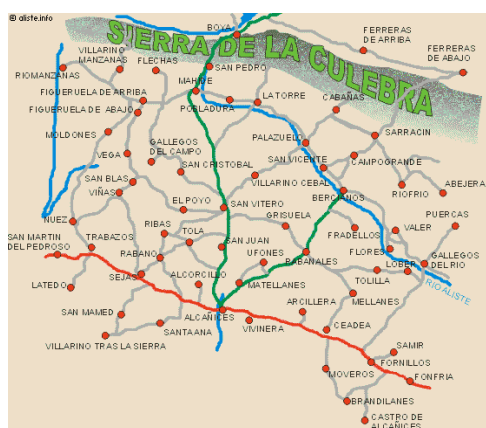 @ aliste.info
BOYA
SIERRA DE LA CULEBRA
FERRERAS
DE ARRIBA
FERRERAS
DE ABAJO
VILLARINO
MANZANAS
FLECHAS
RIOMANZANAS
SAN PEDRO
MAHIDE
FIGUERUELA DE ARRIBA
FIGUERUELA DE ABAJO
POBLADURA
LA TORRE
CABAÑAS
MOLDONES
GALLEGOS
DEL CAMPO
PALAZUELO
SARRACIN
VEGA
SAN CRISTOBAL
SAN VICENTE
CAMPOGRANDE
SAN BLAS
VIÑAS
VILLARINO CEBAL
BERCIANOS
RIOFRIO
ABEJERA
EL POYO
SAN VITERO
NUEZ
RIBAS
GRISUELA
PUERCAS
SAN MARTIN
DEL PEDROSO
TRABAZOS
TOLA
SAN JUAN
FRADELLOS
VALER
RABANO
UFONES
RABANALES
FLORES
GALLEGOS
DEL RIO
LOBER
SEJAS
ALCORCILLO
MATELLANES
TOLILLA
LATEDO
RIO ALISTE
ARCILLERA
MELLANES
SAN MAMED
ALCAÑICES
VIVINERA
CEADEA
SANTA ANA
VILLARINO TRAS LA SIERRA
SAMIR
FORNILLOS
MOVEROS
FONFRIA
BRANDILANES
CASTRO DE
ALCAÑICES